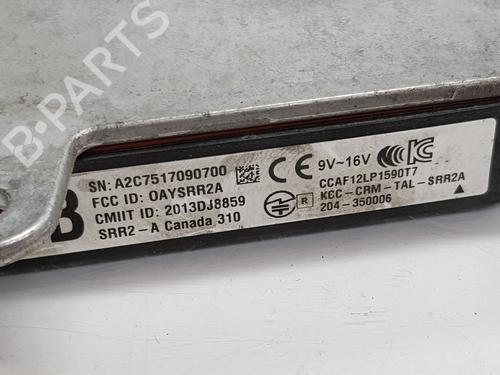 B-PARTS
B
SN: A2C7517090700
FCC ID: OAYSRR2A
CMIIT ID: 2013DJ8859
SRR2-A Canada 310
CE
9V~16V
CCAF12LP1590T7
R
KCC-CRM-TAL-SRR2A
204-350006